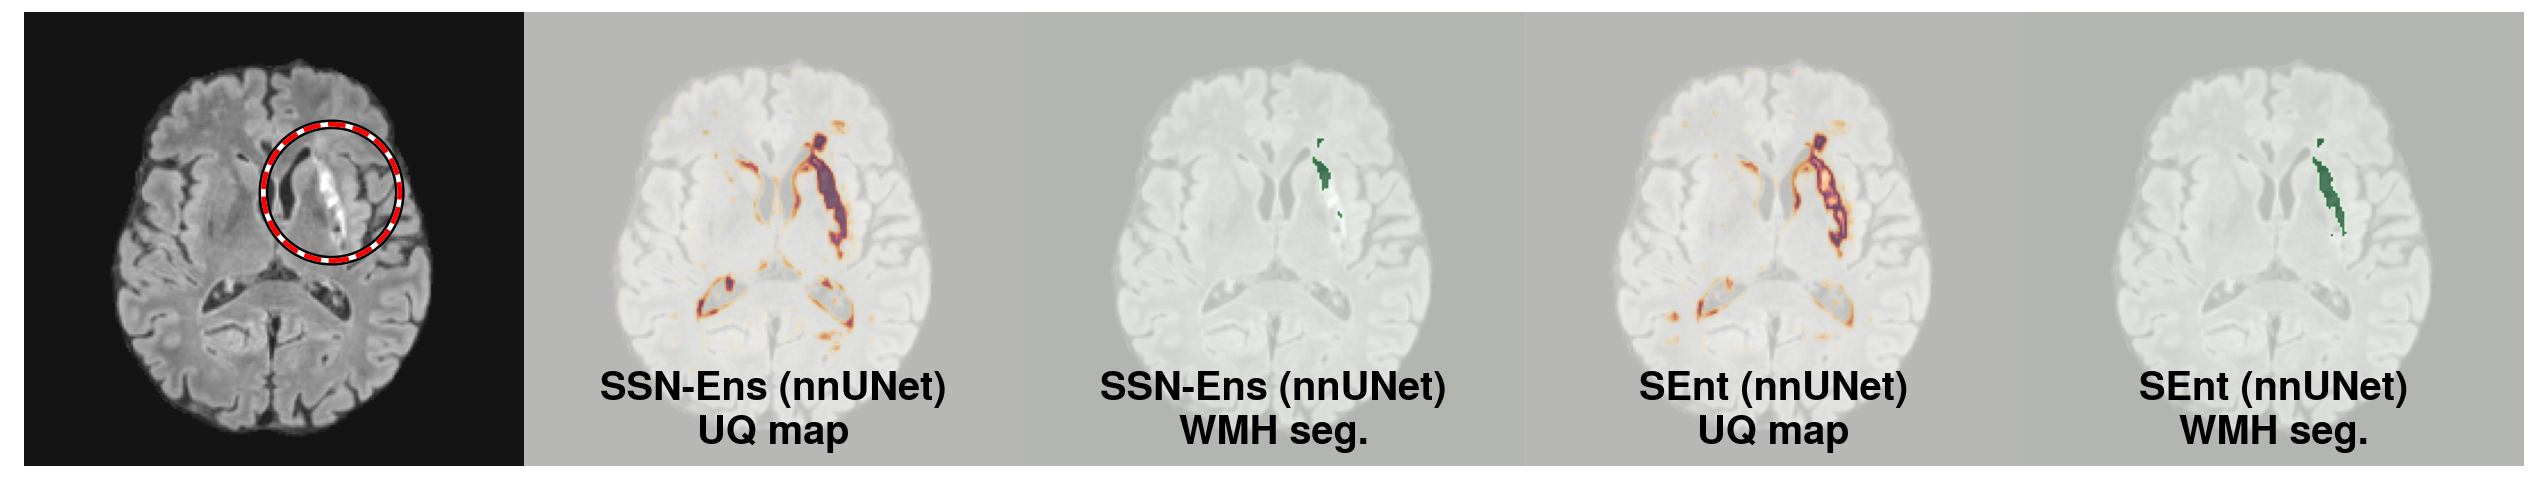 SSN-Ens (nnUNet)
UQ map
SSN-Ens (nnUNet)
WMH seg.
SEnt (nnUNet)
UQ map
SEnt (nnUNet)
WMH seg.